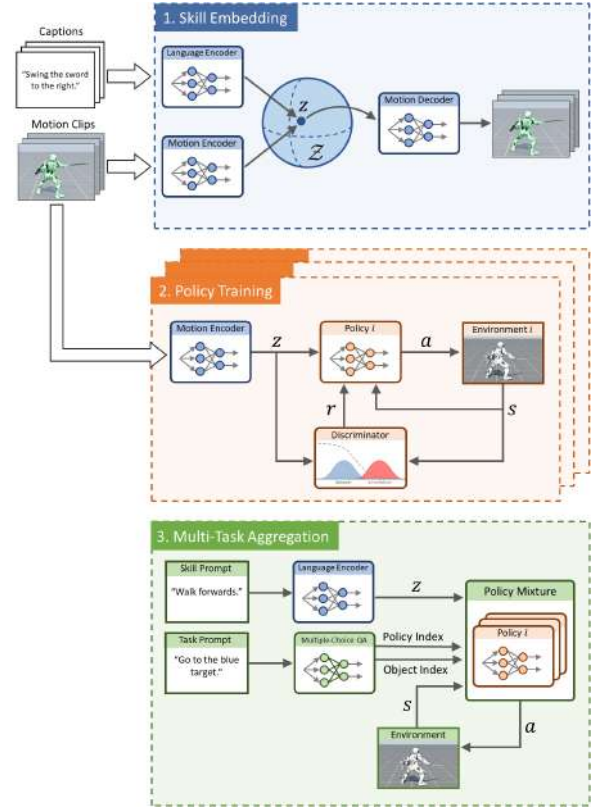 Captions
"Swing the sword
to the right."
Motion Clips
1. Skill Embedding
Language Encoder
Motion Encoder
z
Z
Motion Decoder
2. Policy Training
Motion Encoder
z
Policy i
a
Environment i
r
s
Discriminator
3. Multi-Task Aggregation
Skill Prompt
"Walk forwards."
Language Encoder
z
Policy Mixture
Task Prompt
"Go to the blue
target."
Multiple-Choice QA
Policy Index
Object Index
Policy i
s
a
Environment